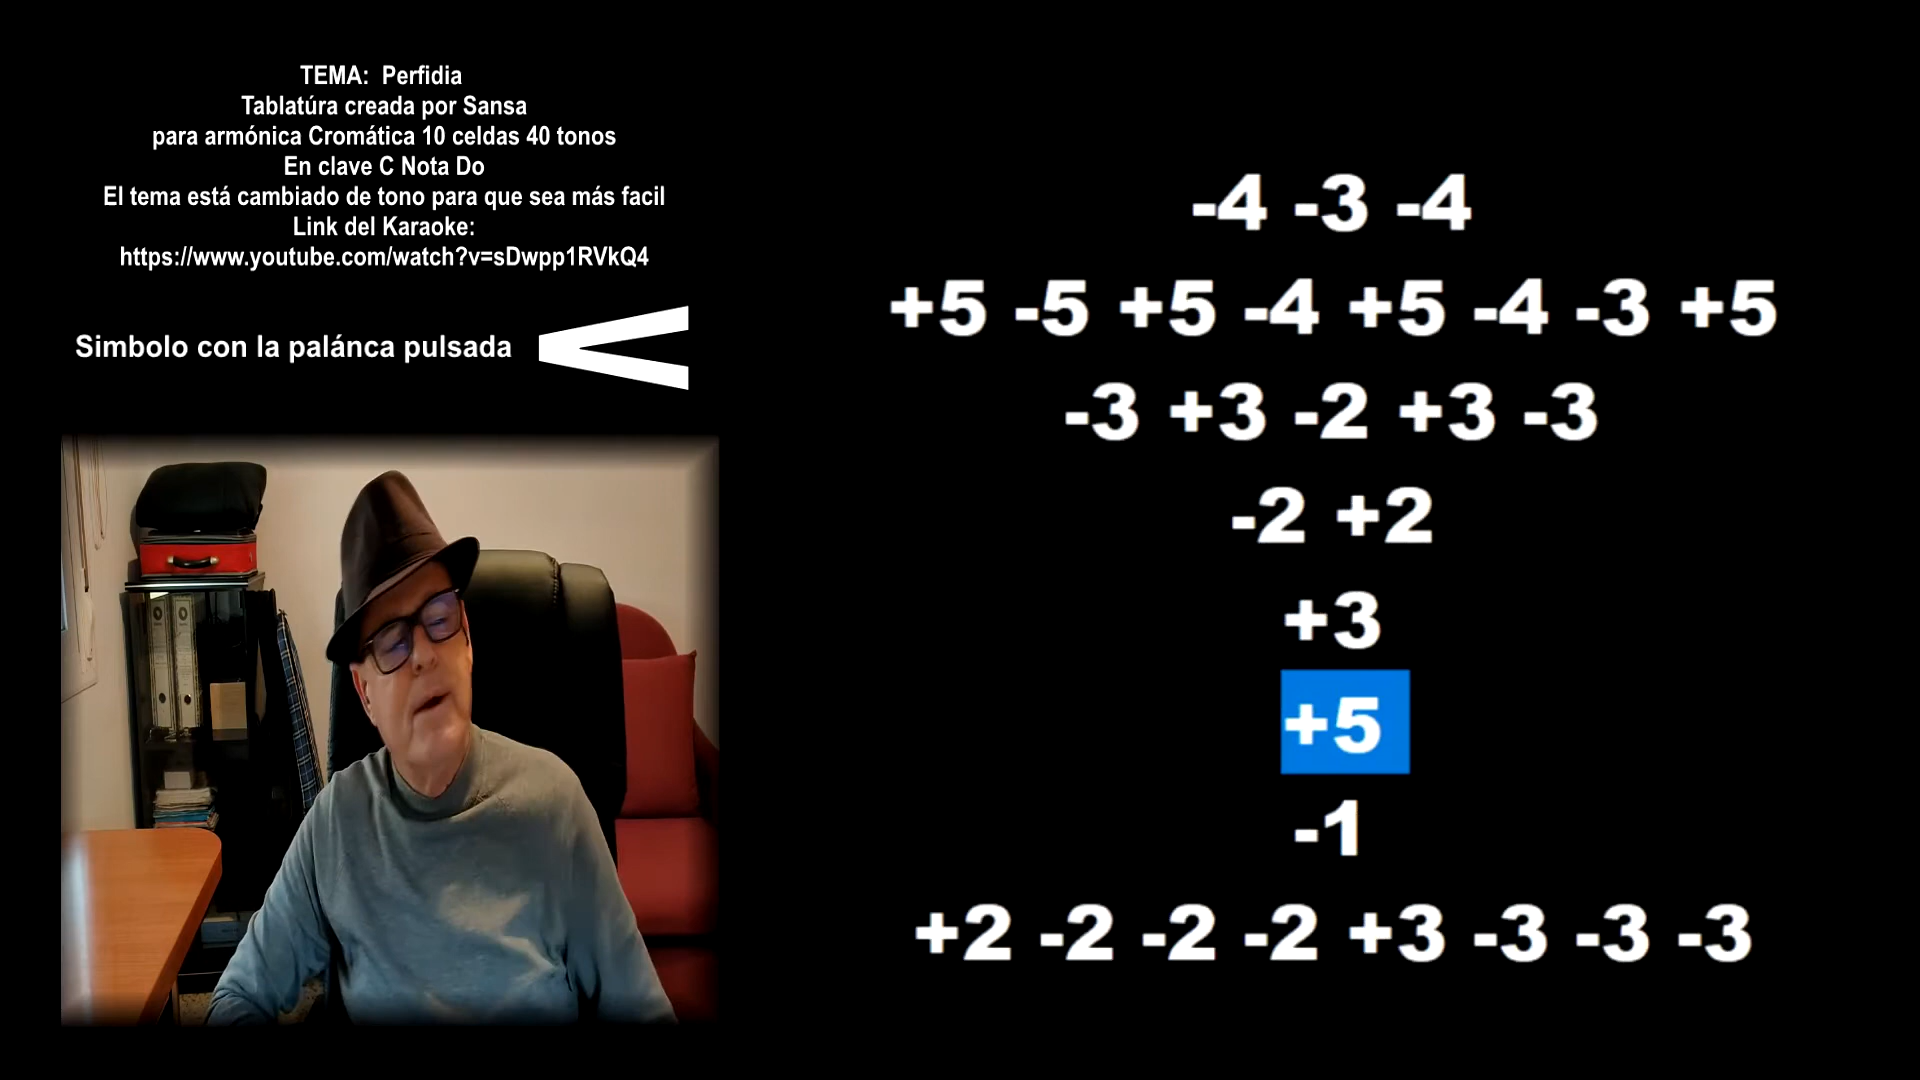 TEMA:  Perfidia
Tablatúra creada por Sansa
para armónica Cromática 10 celdas 40 tonos
En clave C Nota Do
El tema está cambiado de tono para que sea más facil
Link del Karaoke:
https://www.youtube.com/watch?v=sDwpp1RVkQ4
Simbolo con la palánca pulsada <
-4 -3 -4
+5 -5 +5 -4 +5 -4 -3 +5
-3 +3 -2 +3 -3
-2 +2
+3
+5
-1
+2 -2 -2 -2 +3 -3 -3 -3